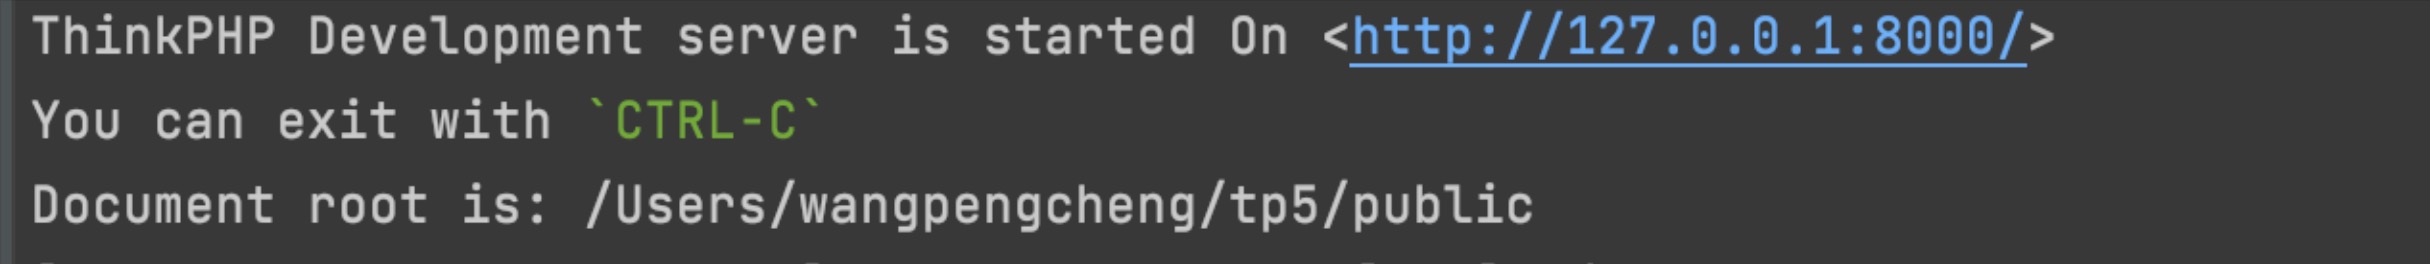 ThinkPHP Development server is started On <http://127.0.0.1:8000/>
You can exit with `CTRL-C`
Document root is: /Users/wangpengcheng/tp5/public